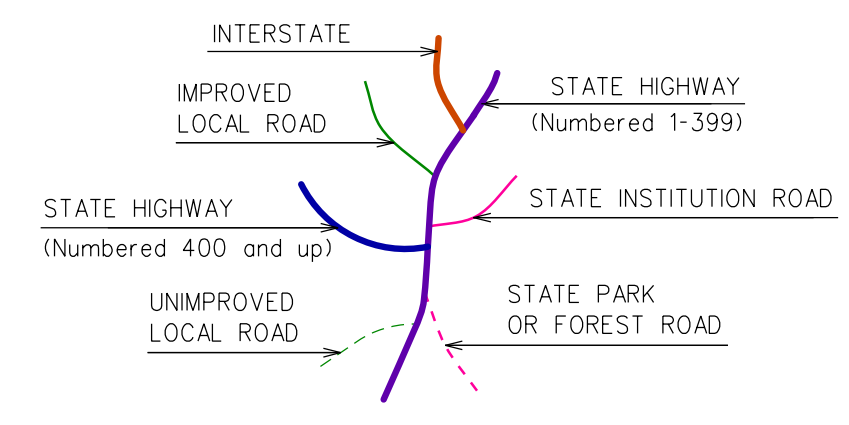 INTERSTATE
STATE HIGHWAY
(Numbered 1-399)
IMPROVED
LOCAL ROAD
STATE INSTITUTION ROAD
STATE HIGHWAY
(Numbered 400 and up)
UNIMPROVED
LOCAL ROAD
STATE PARK
OR FOREST ROAD